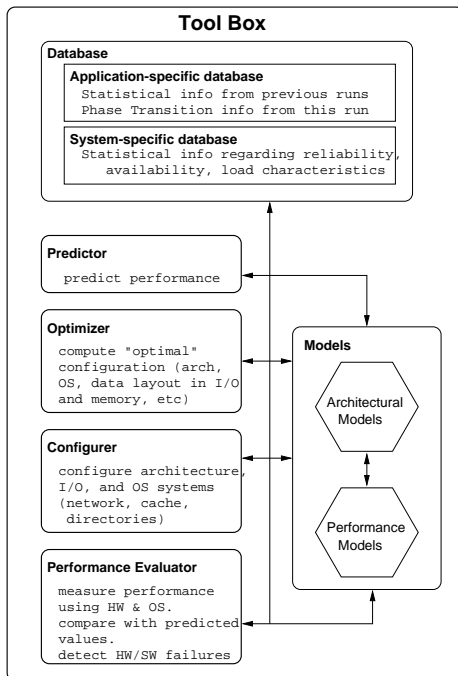 Tool Box
Database
Application-specific database
Statistical info from previous runs
Phase Transition info from this run
System-specific database
Statistical info regarding reliability,
availability, load characteristics
Predictor
predict performance
Optimizer
compute "optimal"
configuration (arch,
OS, data layout in I/O
and memory, etc)
Configurer
configure architecture,
I/O, and OS systems
(network, cache,
directories)
Performance Evaluator
measure performance
using HW & OS.
compare with predicted
values.
detect HW/SW failures
Models
Architectural
Models
Performance
Models